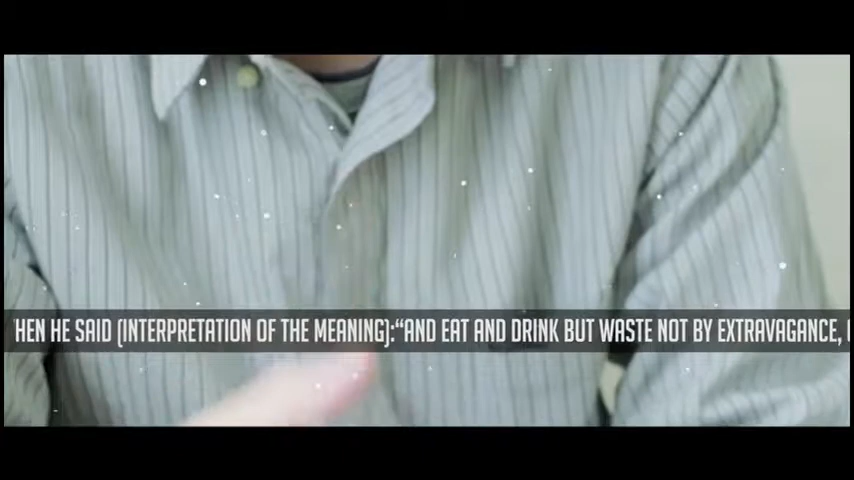 HEN HE SAID (INTERPRETATION OF THE MEANING):“AND EAT AND DRINK BUT WASTE NOT BY EXTRAVAGANCE,